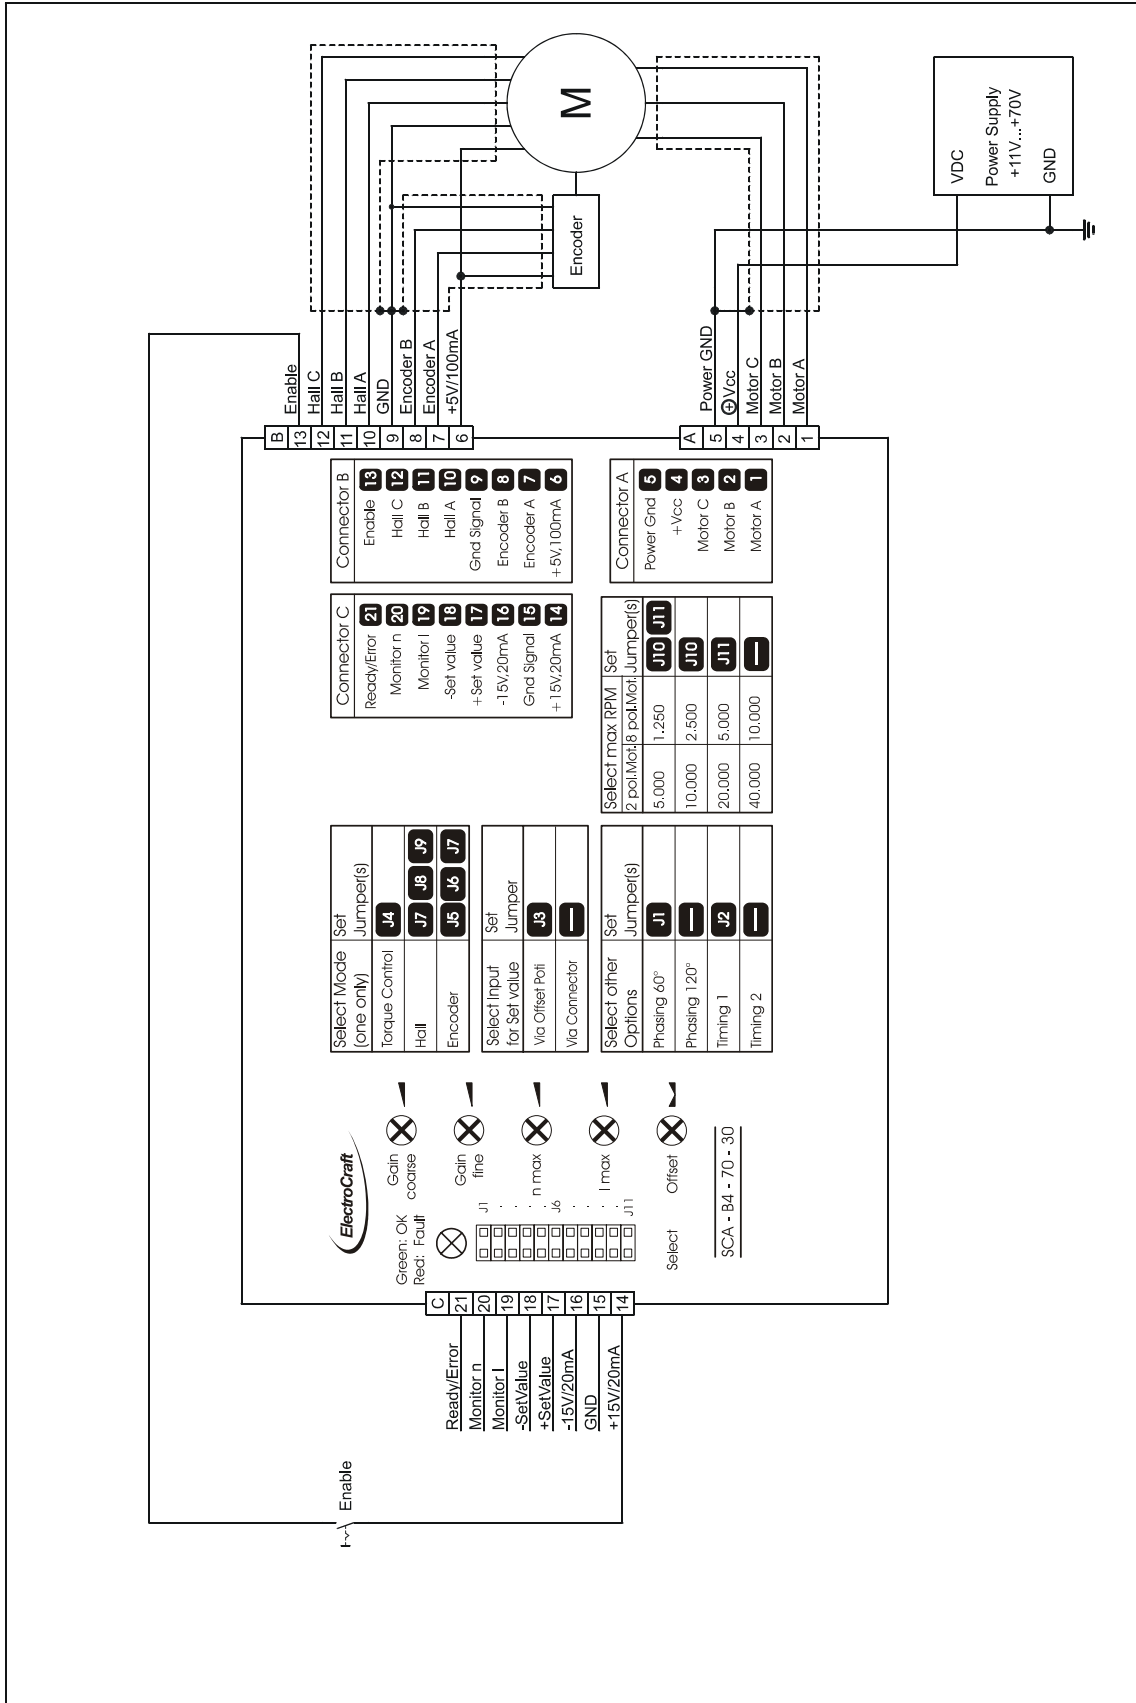 M
Encoder
VDC
Power Supply
+11V...+70V
GND
Enable
Hall C
Hall B
Hall A
GND
Encoder B
Encoder A
+5V/100mA
Power GND
+Vcc
Motor C
Motor B
Motor A
B
13
12
11
10
9
8
7
6
A
5
4
3
2
1
Connector B
Enable 13
Hall C 12
Hall B 11
Hall A 10
Gnd Signal 9
Encoder B 8
Encoder A 7
+5V,100mA 6
Connector A
Power Gnd 5
+Vcc 4
Motor C 3
Motor B 2
Motor A 1
Connector C
Ready/Error 21
Monitor n 20
Monitor I 19
-Set value 18
+Set value 17
-15V,20mA 16
Gnd Signal 15
+15V,20mA 14
Select max RPM Set
2 pol.Mot. 8 pol.Mot. Jumper(s)
5.000 1.250 J10 J11
10.000 2.500 J10
20.000 5.000 J11
40.000 10.000 —
Select Mode Set
(one only) Jumper(s)
Torque Control J4
Hall J7 J8 J9
Encoder J5 J6 J7
Select Input Set
for Set value Jumper
Via Offset Poti J3
Via Connector —
Select other Set
Options Jumper(s)
Phasing 60° J1
Phasing 120° —
Timing 1 J2
Timing 2 —
ElectroCraft
Green: OK
Red: Fault
Gain
coarse
Gain
fine
n max
I max
Offset
J1
J6
J11
Select
SCA - B4 - 70 - 30
C
21
20
19
18
17
16
15
14
Ready/Error
Monitor n
Monitor I
-SetValue
+SetValue
-15V/20mA
GND
+15V/20mA
Enable